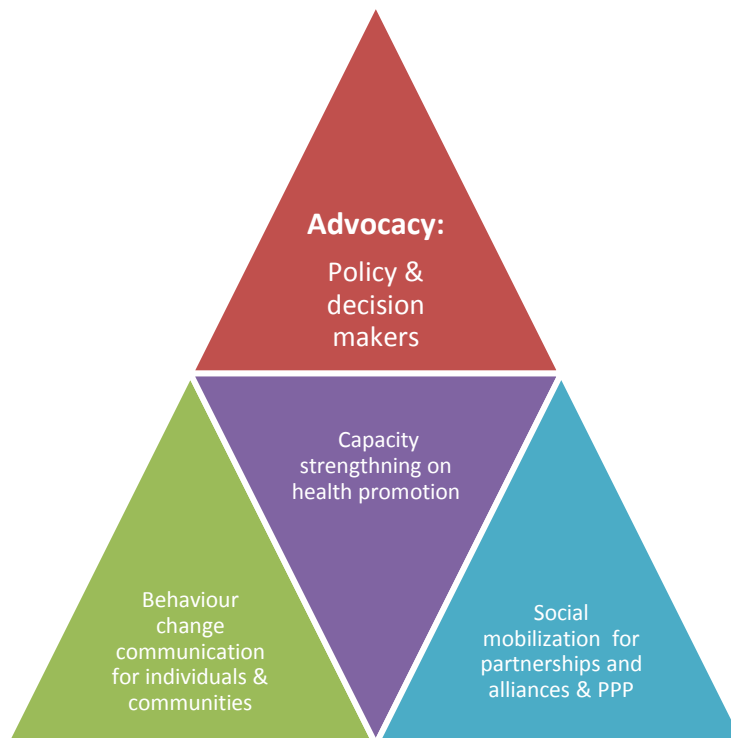 Advocacy:
Policy &
decision
makers
Capacity
strengthning on
health promotion
Behaviour
change
communication
for individuals &
communities
Social
mobilization for
partnerships and
alliances & PPP